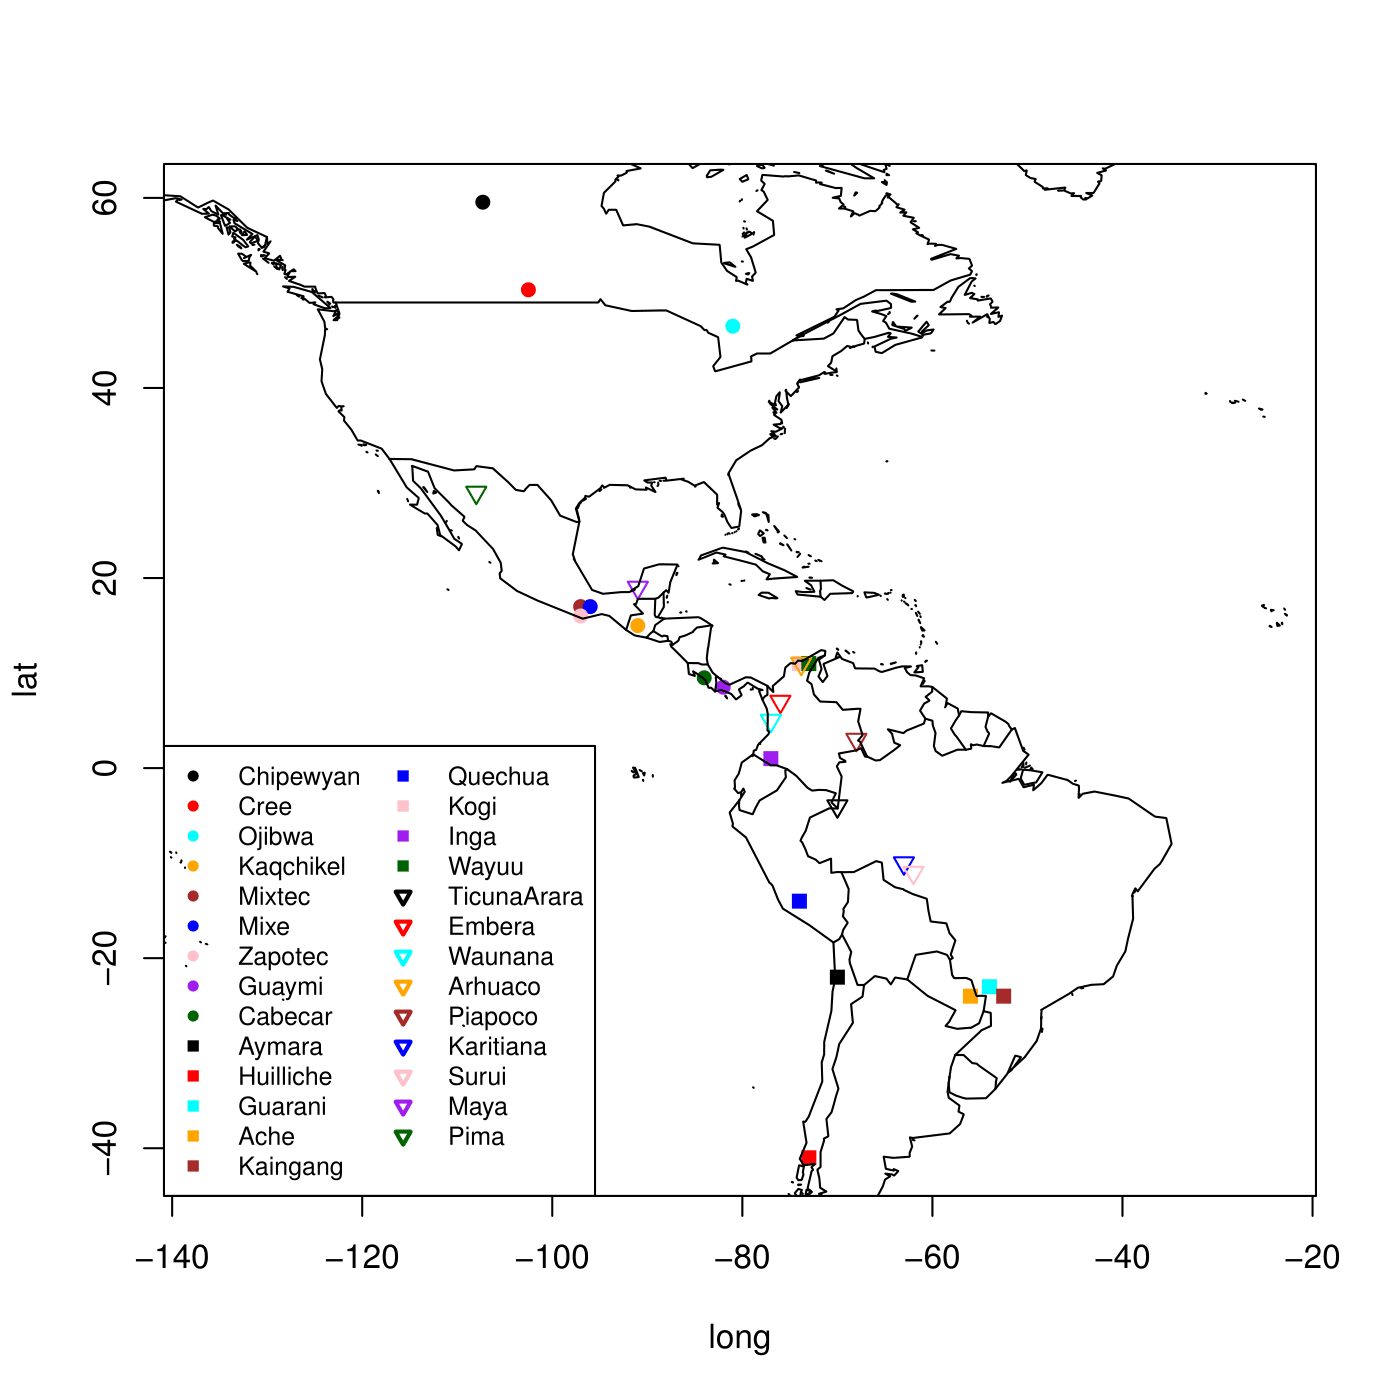 60
40
20
0
−20
−40
lat
Chipewyan
Cree
Ojibwa
Kaqchikel
Mixtec
Mixe
Zapotec
Guaymi
Cabecar
Aymara
Huilliche
Guarani
Ache
Kaingang
Quechua
Kogi
Inga
Wayuu
TicunaArara
Embera
Waunana
Arhuaco
Piapoco
Karitiana
Surui
Maya
Pima
−140 −120 −100 −80 −60 −40 −20
long